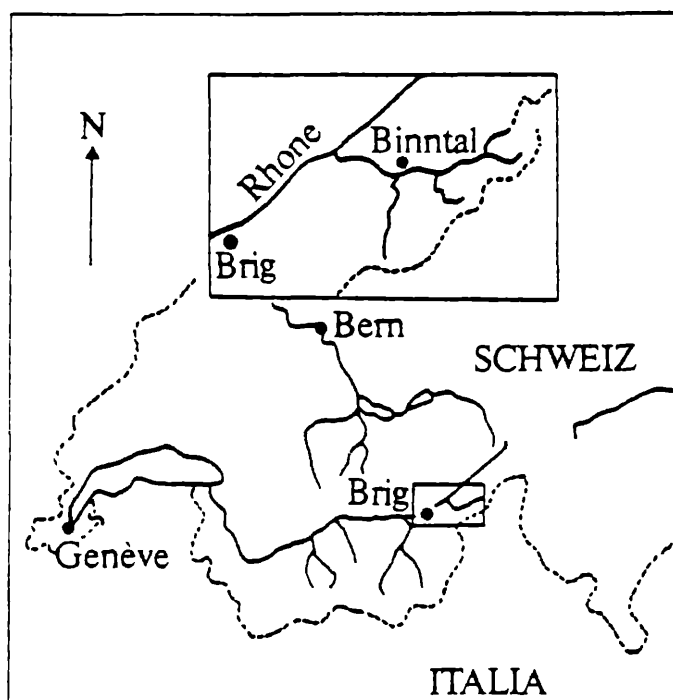 N
Rhone
Binntal
Brig
Bern
SCHWEIZ
Brig
Genève
ITALIA